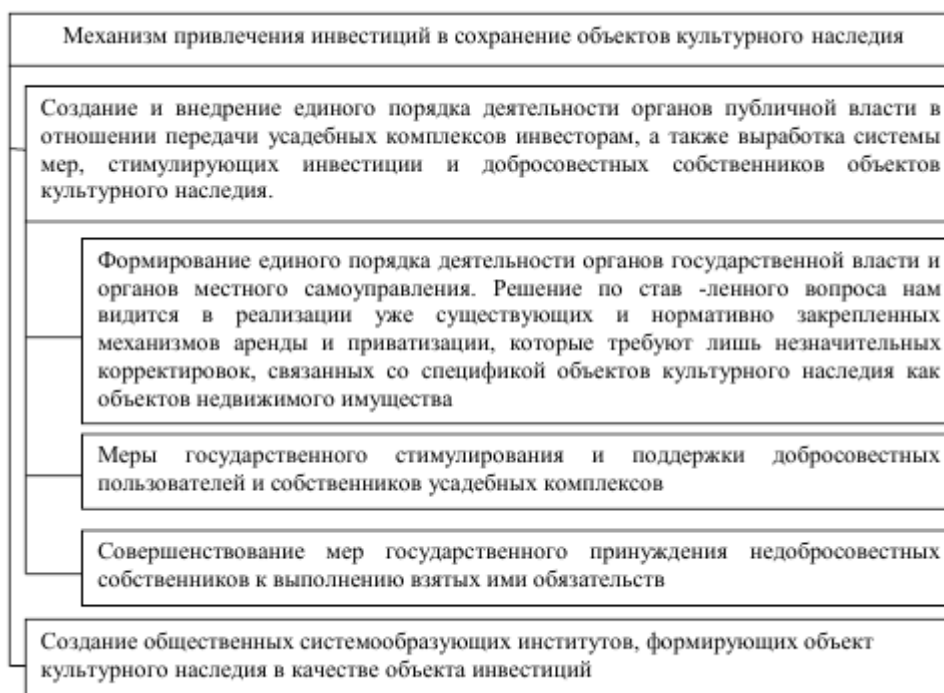 Механизм привлечения инвестиций в сохранение объектов культурного наследия
Создание и внедрение единого порядка деятельности органов публичной власти в
отношении передачи усадебных комплексов инвесторам, а также выработка системы
мер, стимулирующих инвестиции и добросовестных собственников объектов
культурного наследия.
Формирование единого порядка деятельности органов государственной власти и
органов местного самоуправления. Решение по став -ленного вопроса нам
видится в реализации уже существующих и нормативно закрепленных
механизмов аренды и приватизации, которые требуют лишь незначительных
корректировок, связанных со спецификой объектов культурного наследия как
объектов недвижимого имущества
Меры государственного стимулирования и поддержки добросовестных
пользователей и собственников усадебных комплексов
Совершенствование мер государственного принуждения недобросовестных
собственников к выполнению взятых ими обязательств
Создание общественных системообразующих институтов, формирующих объект
культурного наследия в качестве объекта инвестиций